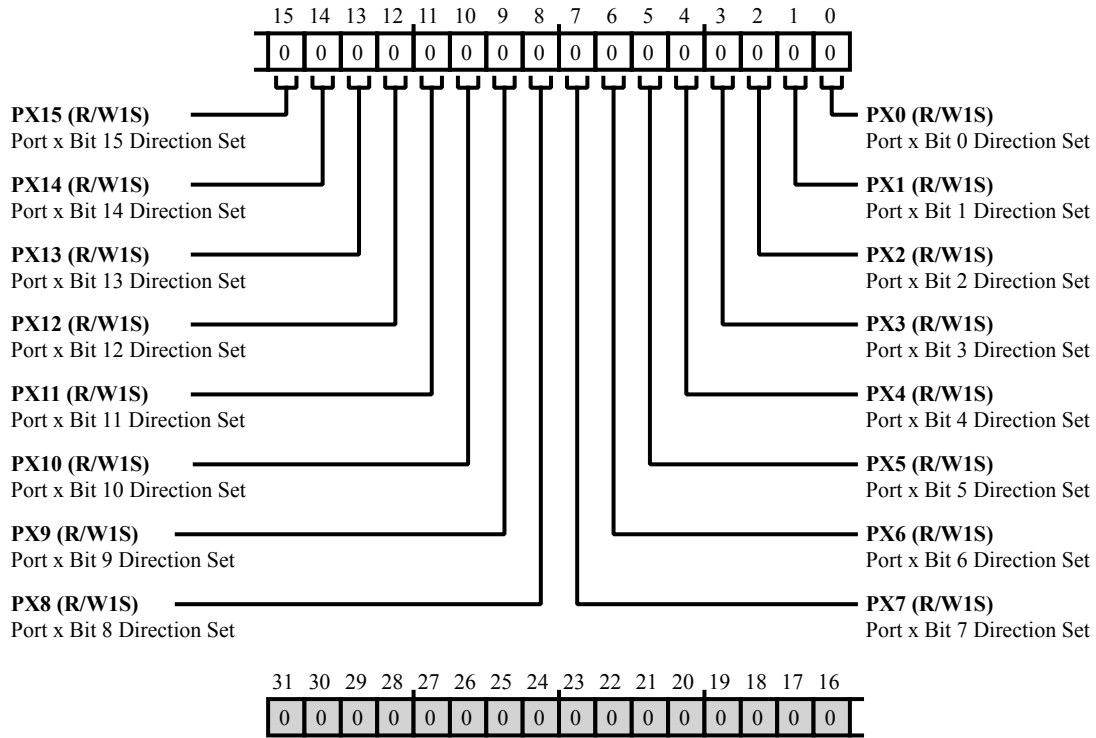 15 14 13 12 11 10 9 8 7 6 5 4 3 2 1 0
0 0 0 0 0 0 0 0 0 0 0 0 0 0 0 0
PX15 (R/W1S)
Port x Bit 15 Direction Set
PX14 (R/W1S)
Port x Bit 14 Direction Set
PX13 (R/W1S)
Port x Bit 13 Direction Set
PX12 (R/W1S)
Port x Bit 12 Direction Set
PX11 (R/W1S)
Port x Bit 11 Direction Set
PX10 (R/W1S)
Port x Bit 10 Direction Set
PX9 (R/W1S)
Port x Bit 9 Direction Set
PX8 (R/W1S)
Port x Bit 8 Direction Set
PX0 (R/W1S)
Port x Bit 0 Direction Set
PX1 (R/W1S)
Port x Bit 1 Direction Set
PX2 (R/W1S)
Port x Bit 2 Direction Set
PX3 (R/W1S)
Port x Bit 3 Direction Set
PX4 (R/W1S)
Port x Bit 4 Direction Set
PX5 (R/W1S)
Port x Bit 5 Direction Set
PX6 (R/W1S)
Port x Bit 6 Direction Set
PX7 (R/W1S)
Port x Bit 7 Direction Set
31 30 29 28 27 26 25 24 23 22 21 20 19 18 17 16
0 0 0 0 0 0 0 0 0 0 0 0 0 0 0 0